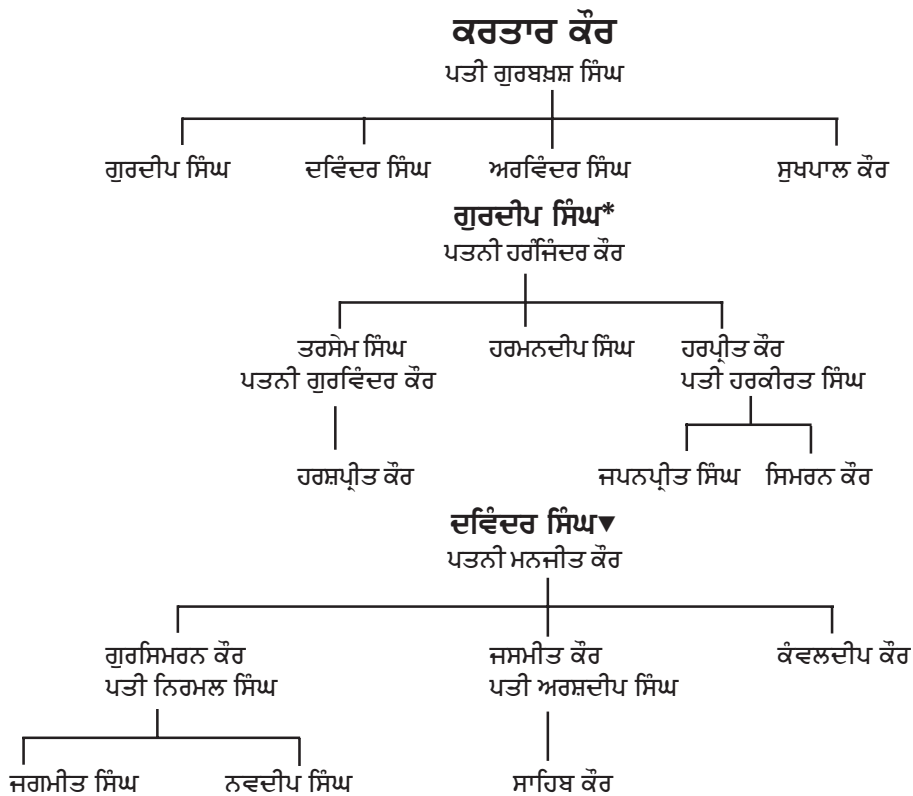 ਕਰਤਾਰ ਕੌਰ
ਪਤੀ ਗੁਰਬਖ਼ਸ਼ ਸਿੰਘ
ਗੁਰਦੀਪ ਸਿੰਘ ਦਵਿੰਦਰ ਸਿੰਘ ਅਰਵਿੰਦਰ ਸਿੰਘ ਸੁਖਪਾਲ ਕੌਰ
ਗੁਰਦੀਪ ਸਿੰਘ*
ਪਤਨੀ ਹਰਜਿੰਦਰ ਕੌਰ
ਤਰਸੇਮ ਸਿੰਘ ਹਰਮਨਦੀਪ ਸਿੰਘ ਹਰਪ੍ਰੀਤ ਕੌਰ
ਪਤਨੀ ਗੁਰਵਿੰਦਰ ਕੌਰ ਪਤੀ ਹਰਕੀਰਤ ਸਿੰਘ
ਹਰਸ਼ਪ੍ਰੀਤ ਕੌਰ ਜਪਨਪ੍ਰੀਤ ਸਿੰਘ ਸਿਮਰਨ ਕੌਰ
ਦਵਿੰਦਰ ਸਿੰਘ▼
ਪਤਨੀ ਮਨਜੀਤ ਕੌਰ
ਗੁਰਸਿਮਰਨ ਕੌਰ ਜਸਮੀਤ ਕੌਰ ਕੰਵਲਦੀਪ ਕੌਰ
ਪਤੀ ਨਿਰਮਲ ਸਿੰਘ ਪਤੀ ਅਰਸ਼ਦੀਪ ਸਿੰਘ
ਜਗਮੀਤ ਸਿੰਘ ਨਵਦੀਪ ਸਿੰਘ ਸਾਹਿਬ ਕੌਰ